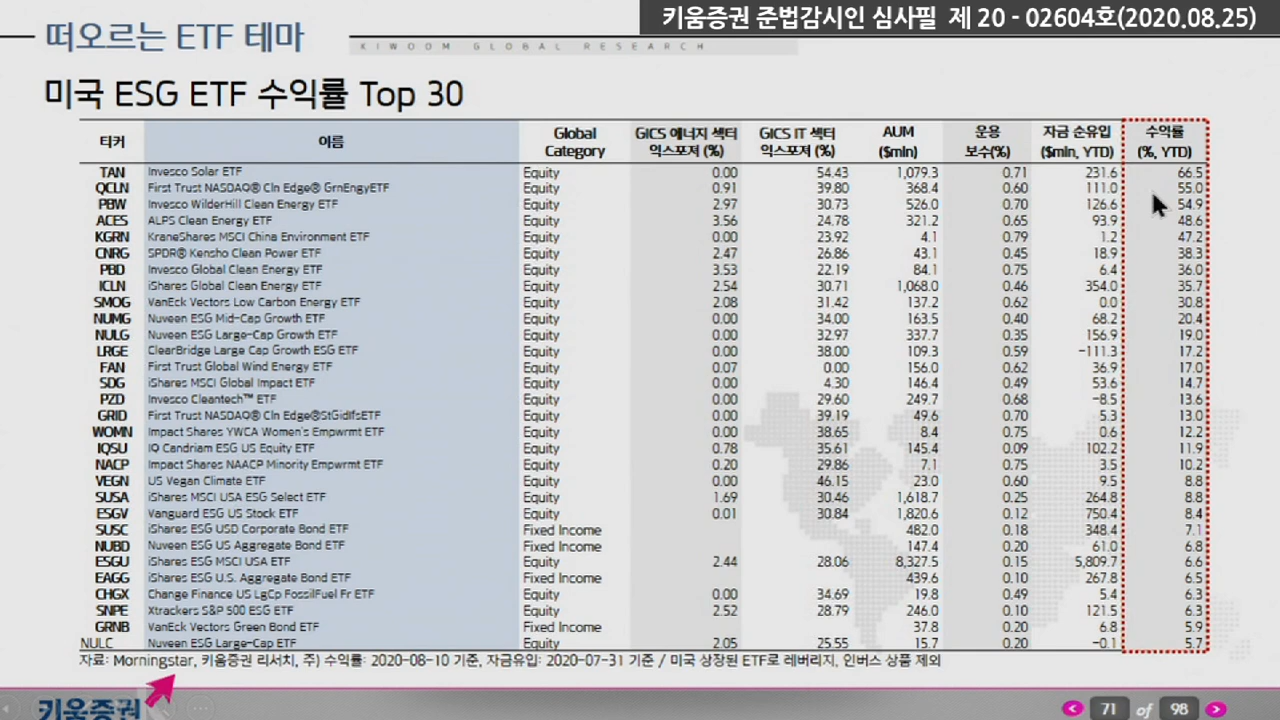 키움증권 준법감시인 심사필 제 20 - 02604호(2020.08.25)
떠오르는 ETF 테마
KIWOOM GLOBAL RESEARCH
미국 ESG ETF 수익률 Top 30
티커 이름 Global Category GICS 에너지 섹터 익스포저 (%) GICS IT 섹터 익스포저 (%) AUM ($mln) 운용 보수(%) 자금 순유입 ($mln, YTD) 수익률 (%, YTD)
TAN Invesco Solar ETF Equity 0.00 54.43 1,079.3 0.71 231.6 66.5
QCLN First Trust NASDAQ® Cln Edge® GrnEngyETF Equity 0.91 39.80 368.4 0.60 111.0 55.0
PBW Invesco WilderHill Clean Energy ETF Equity 2.97 30.73 526.0 0.70 126.6 54.9
ACES ALPS Clean Energy ETF Equity 3.56 24.78 321.2 0.65 93.9 48.6
KGRN KraneShares MSCI China Environment ETF Equity 0.00 23.92 4.1 0.79 1.2 47.2
CNRG SPDR® Kensho Clean Power ETF Equity 2.47 26.86 43.1 0.45 18.9 38.3
PBD Invesco Global Clean Energy ETF Equity 3.53 22.19 84.1 0.75 6.4 36.0
ICLN iShares Global Clean Energy ETF Equity 2.54 30.71 1,068.0 0.46 354.0 35.7
SMOG VanEck Vectors Low Carbon Energy ETF Equity 2.08 31.42 137.2 0.62 0.0 30.8
NUMG Nuveen ESG Mid-Cap Growth ETF Equity 0.00 34.00 163.5 0.40 68.2 20.4
NULG Nuveen ESG Large-Cap Growth ETF Equity 0.00 32.97 337.7 0.35 156.9 19.0
LRGE ClearBridge Large Cap Growth ESG ETF Equity 0.00 38.00 109.3 0.59 -111.3 17.2
FAN First Trust Global Wind Energy ETF Equity 0.07 0.00 156.0 0.62 36.9 17.0
SDG iShares MSCI Global Impact ETF Equity 0.00 4.30 146.4 0.49 53.6 14.7
PZD Invesco Cleantech™ ETF Equity 0.00 29.60 249.7 0.68 -8.5 13.6
GRID First Trust NASDAQ® Cln Edge®StGidIfsETF Equity 0.00 39.19 49.6 0.70 5.3 13.0
WOMN Impact Shares YWCA Women's Empwrmt ETF Equity 0.00 38.65 8.4 0.75 0.6 12.2
IQSU IQ Candriam ESG US Equity ETF Equity 0.78 35.61 145.4 0.09 102.2 11.9
NACP Impact Shares NAACP Minority Empwrmt ETF Equity 0.20 29.86 7.1 0.75 3.5 10.2
VEGN US Vegan Climate ETF Equity 0.00 46.15 23.0 0.60 9.5 8.8
SUSA iShares MSCI USA ESG Select ETF Equity 1.69 30.46 1,618.7 0.25 264.8 8.8
ESGV Vanguard ESG US Stock ETF Equity 0.01 30.84 1,820.6 0.12 750.4 8.4
SUSC iShares ESG USD Corporate Bond ETF Fixed Income 482.0 0.18 348.4 7.1
NUBD Nuveen ESG US Aggregate Bond ETF Fixed Income 147.4 0.20 61.0 6.8
ESGU iShares ESG MSCI USA ETF Equity 2.44 28.06 8,327.5 0.15 5,809.7 6.6
EAGG iShares ESG U.S. Aggregate Bond ETF Fixed Income 439.6 0.10 267.8 6.5
CHGX Change Finance US LgCp FossilFuel Fr ETF Equity 0.00 34.69 19.8 0.49 5.4 6.3
SNPE Xtrackers S&P 500 ESG ETF Equity 2.52 28.79 246.0 0.10 121.5 6.3
GRNB VanEck Vectors Green Bond ETF Fixed Income 37.8 0.20 6.8 5.9
NULC Nuveen ESG Large-Cap ETF Equity 2.05 25.55 15.7 0.20 -0.1 5.7
자료: Morningstar, 키움증권 리서치, 주) 수익률: 2020-08-10 기준, 자금유입: 2020-07-31 기준 / 미국 상장된 ETF로 레버리지, 인버스 상품 제외
키움증권
71 of 98